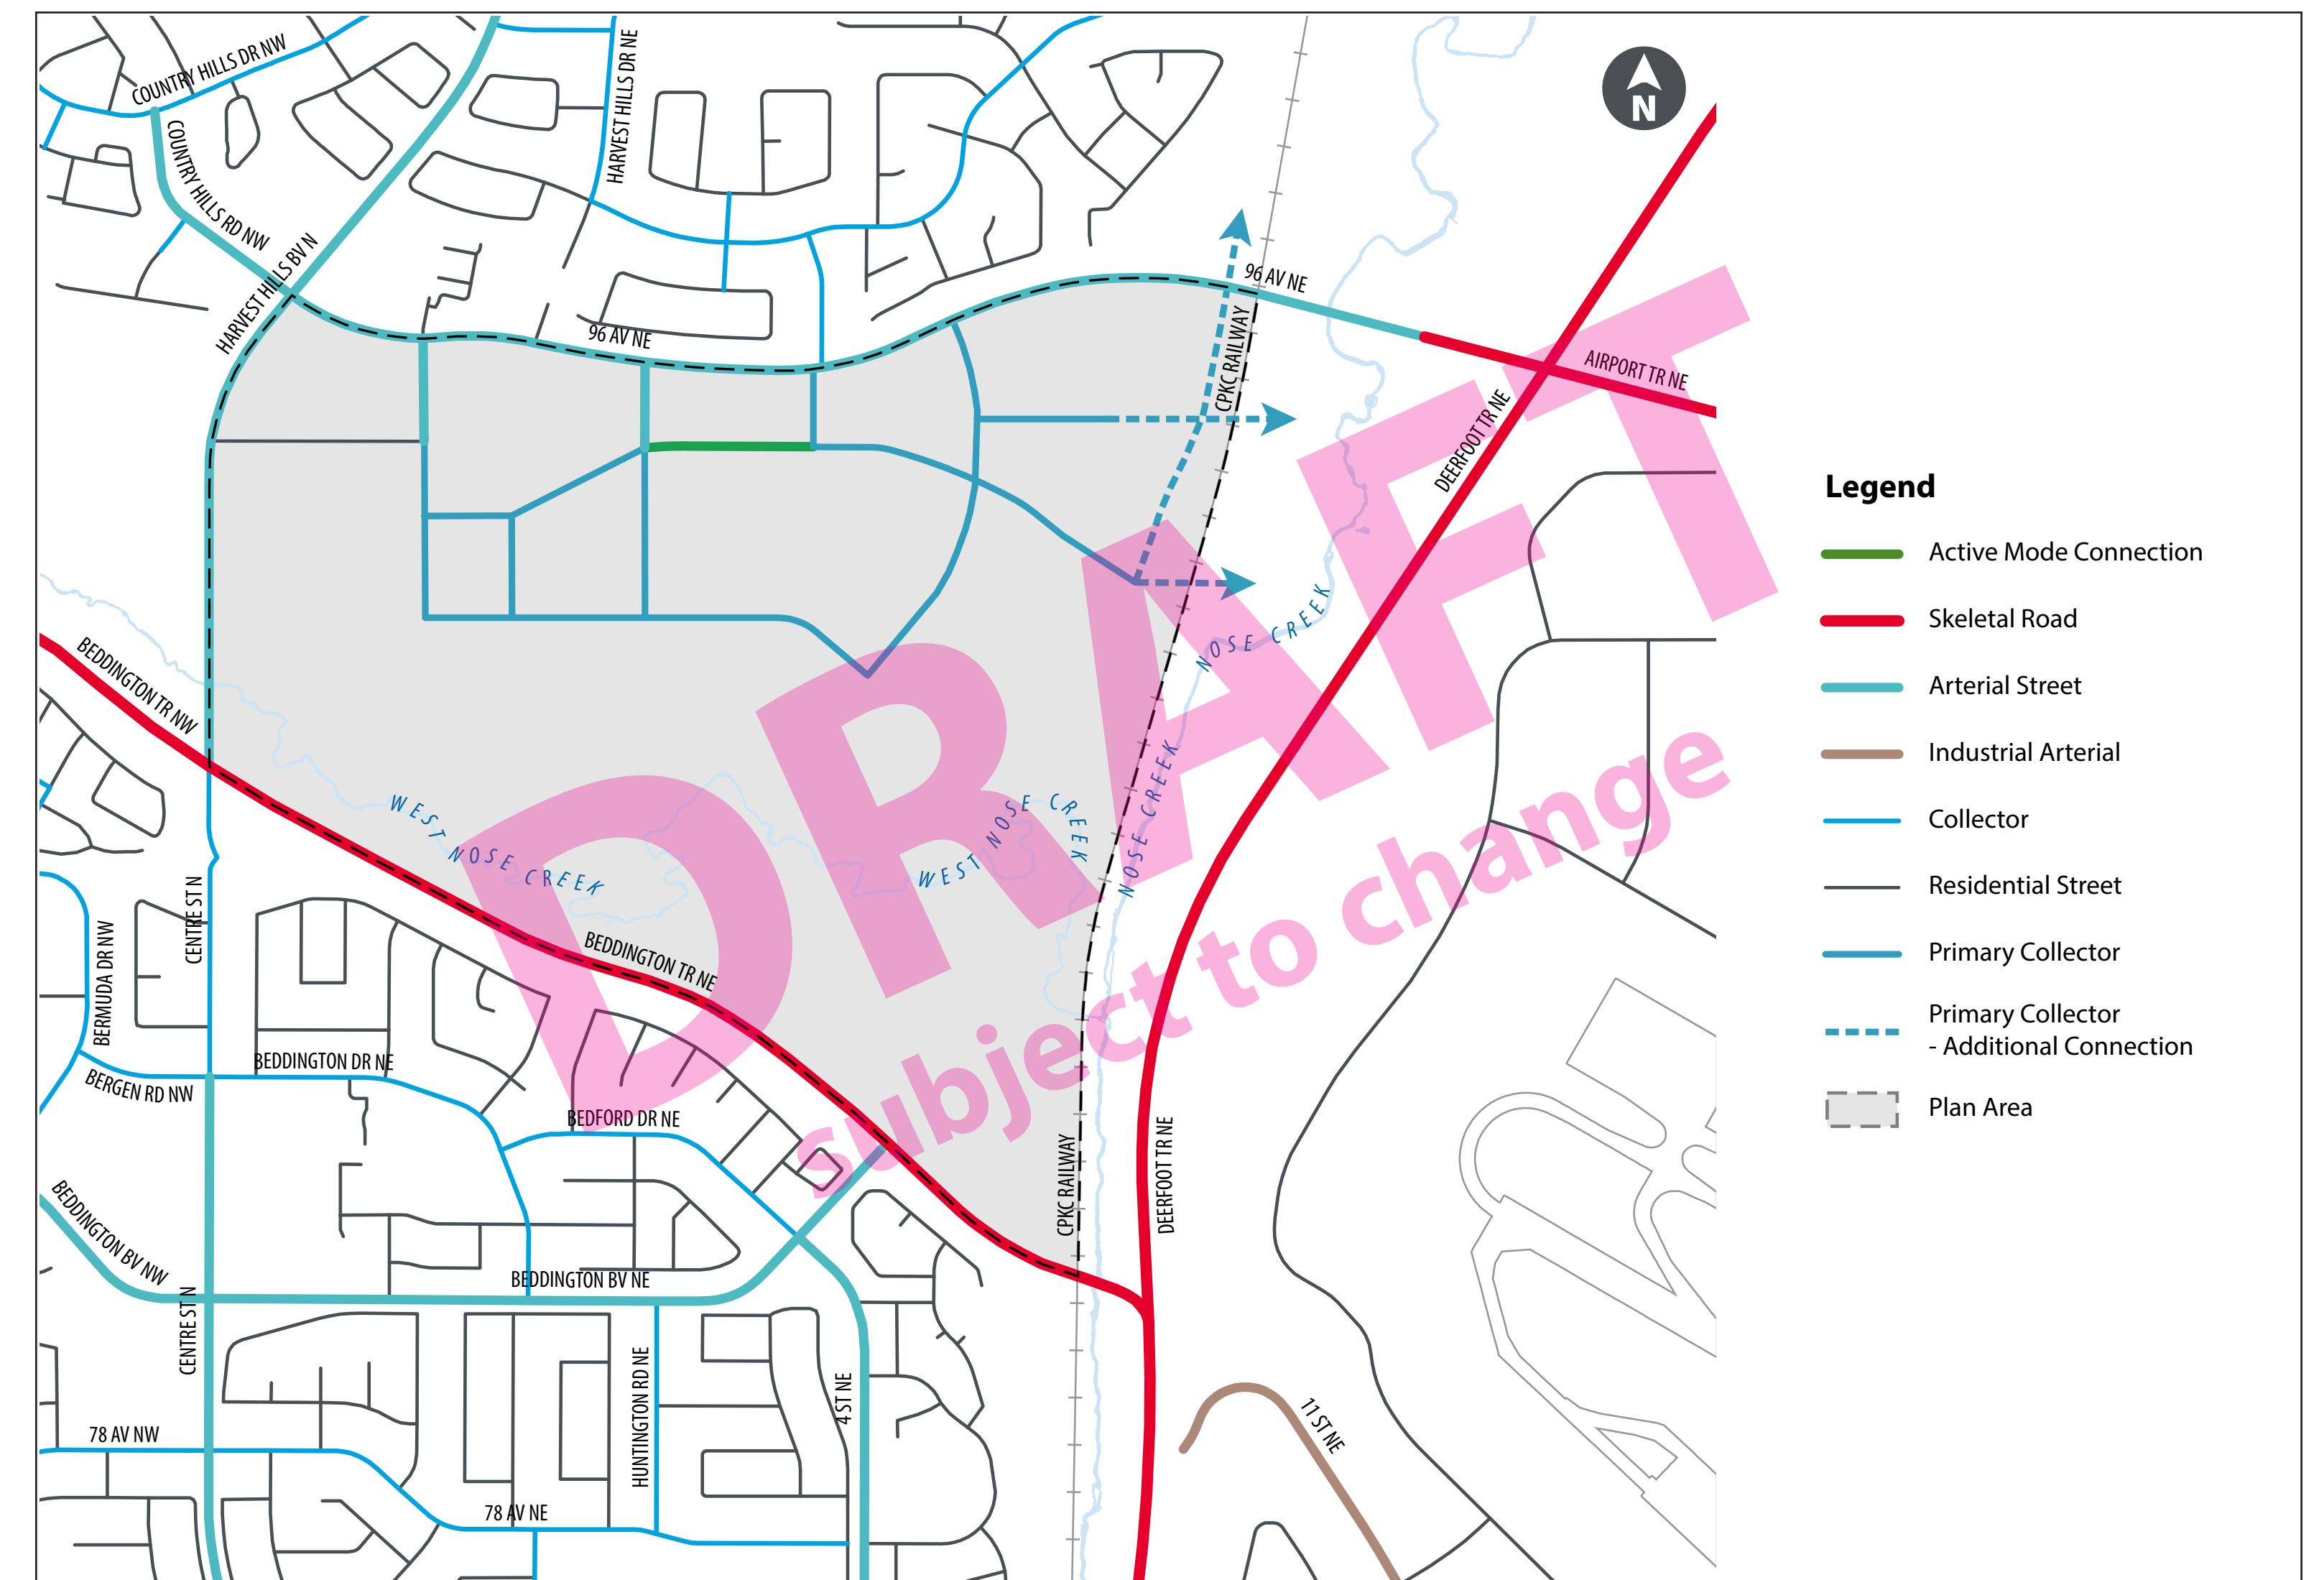 COUNTRY HILLS DR NW
HARVEST HILLS DR NE
N
COUNTRY HILLS RD NW
HARVEST HILLS BV N
96 AV NE
96 AV NE
CPKC RAILWAY
AIRPORT TR NE
DEERFOOT TR NE
Legend
Active Mode Connection
Skeletal Road
Arterial Street
Industrial Arterial
Collector
Residential Street
Primary Collector
Primary Collector
- Additional Connection
Plan Area
NOSE CREEK
BEDDINGTON TR NW
WEST NOSE CREEK
WEST NOSE CREEK
NOSE CREEK
DRAFT
subject to change
CENTRE ST N
BERMUDA DR NW
BEDDINGTON TR NE
BEDDINGTON DR NE
BERGEN RD NW
BEDFORD DR NE
CPKC RAILWAY
DEERFOOT TR NE
BEDDINGTON BV NW
BEDDINGTON BV NE
CENTRE ST N
HUNTINGTON RD NE
4 ST NE
11 ST NE
78 AV NW
78 AV NE